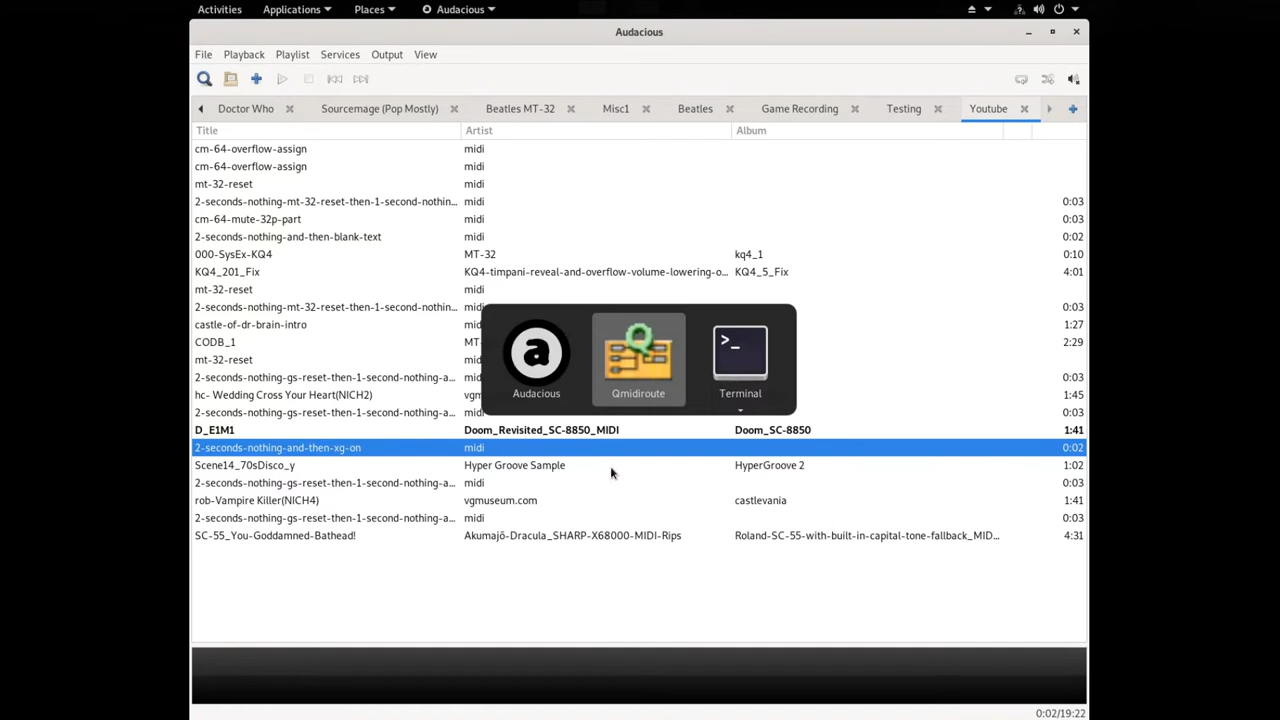 Activities Applications Places Audacious
Audacious
File Playback Playlist Services Output View
Doctor Who Sourcemage (Pop Mostly) Beatles MT-32 Misc1 Beatles Game Recording Testing Youtube
Title Artist Album
cm-64-overflow-assign midi
cm-64-overflow-assign midi
mt-32-reset midi
2-seconds-nothing-mt-32-reset-then-1-second-nothin... midi 0:03
cm-64-mute-32p-part midi 0:03
2-seconds-nothing-and-then-blank-text midi 0:02
000-SysEx-KQ4 MT-32 kq4_1 0:10
KQ4_201_Fix KQ4-timpani-reveal-and-overflow-volume-lowering-o... KQ4_5_Fix 4:01
mt-32-reset midi
2-seconds-nothing-mt-32-reset-then-1-second-nothin... 0:03
castle-of-dr-brain-intro 1:27
CODB_1 MT- 2:29
mt-32-reset midi
2-seconds-nothing-gs-reset-then-1-second-nothing-a... midi 0:03
hc- Wedding Cross Your Heart(NICH2) vgm 1:45
2-seconds-nothing-gs-reset-then-1-second-nothing-a... midi 0:03
Audacious Qmidiroute Terminal
D_E1M1 Doom_Revisited_SC-8850_MIDI Doom_SC-8850 1:41
2-seconds-nothing-and-then-xg-on midi 0:02
Scene14_70sDisco_y Hyper Groove Sample HyperGroove 2 1:02
2-seconds-nothing-gs-reset-then-1-second-nothing-a... midi 0:03
rob-Vampire Killer(NICH4) vgmuseum.com castlevania 1:41
2-seconds-nothing-gs-reset-then-1-second-nothing-a... midi 0:03
SC-55_You-Goddamned-Bathead! Akumajō-Dracula_SHARP-X68000-MIDI-Rips Roland-SC-55-with-built-in-capital-tone-fallback_MID... 4:31
0:02/19:22